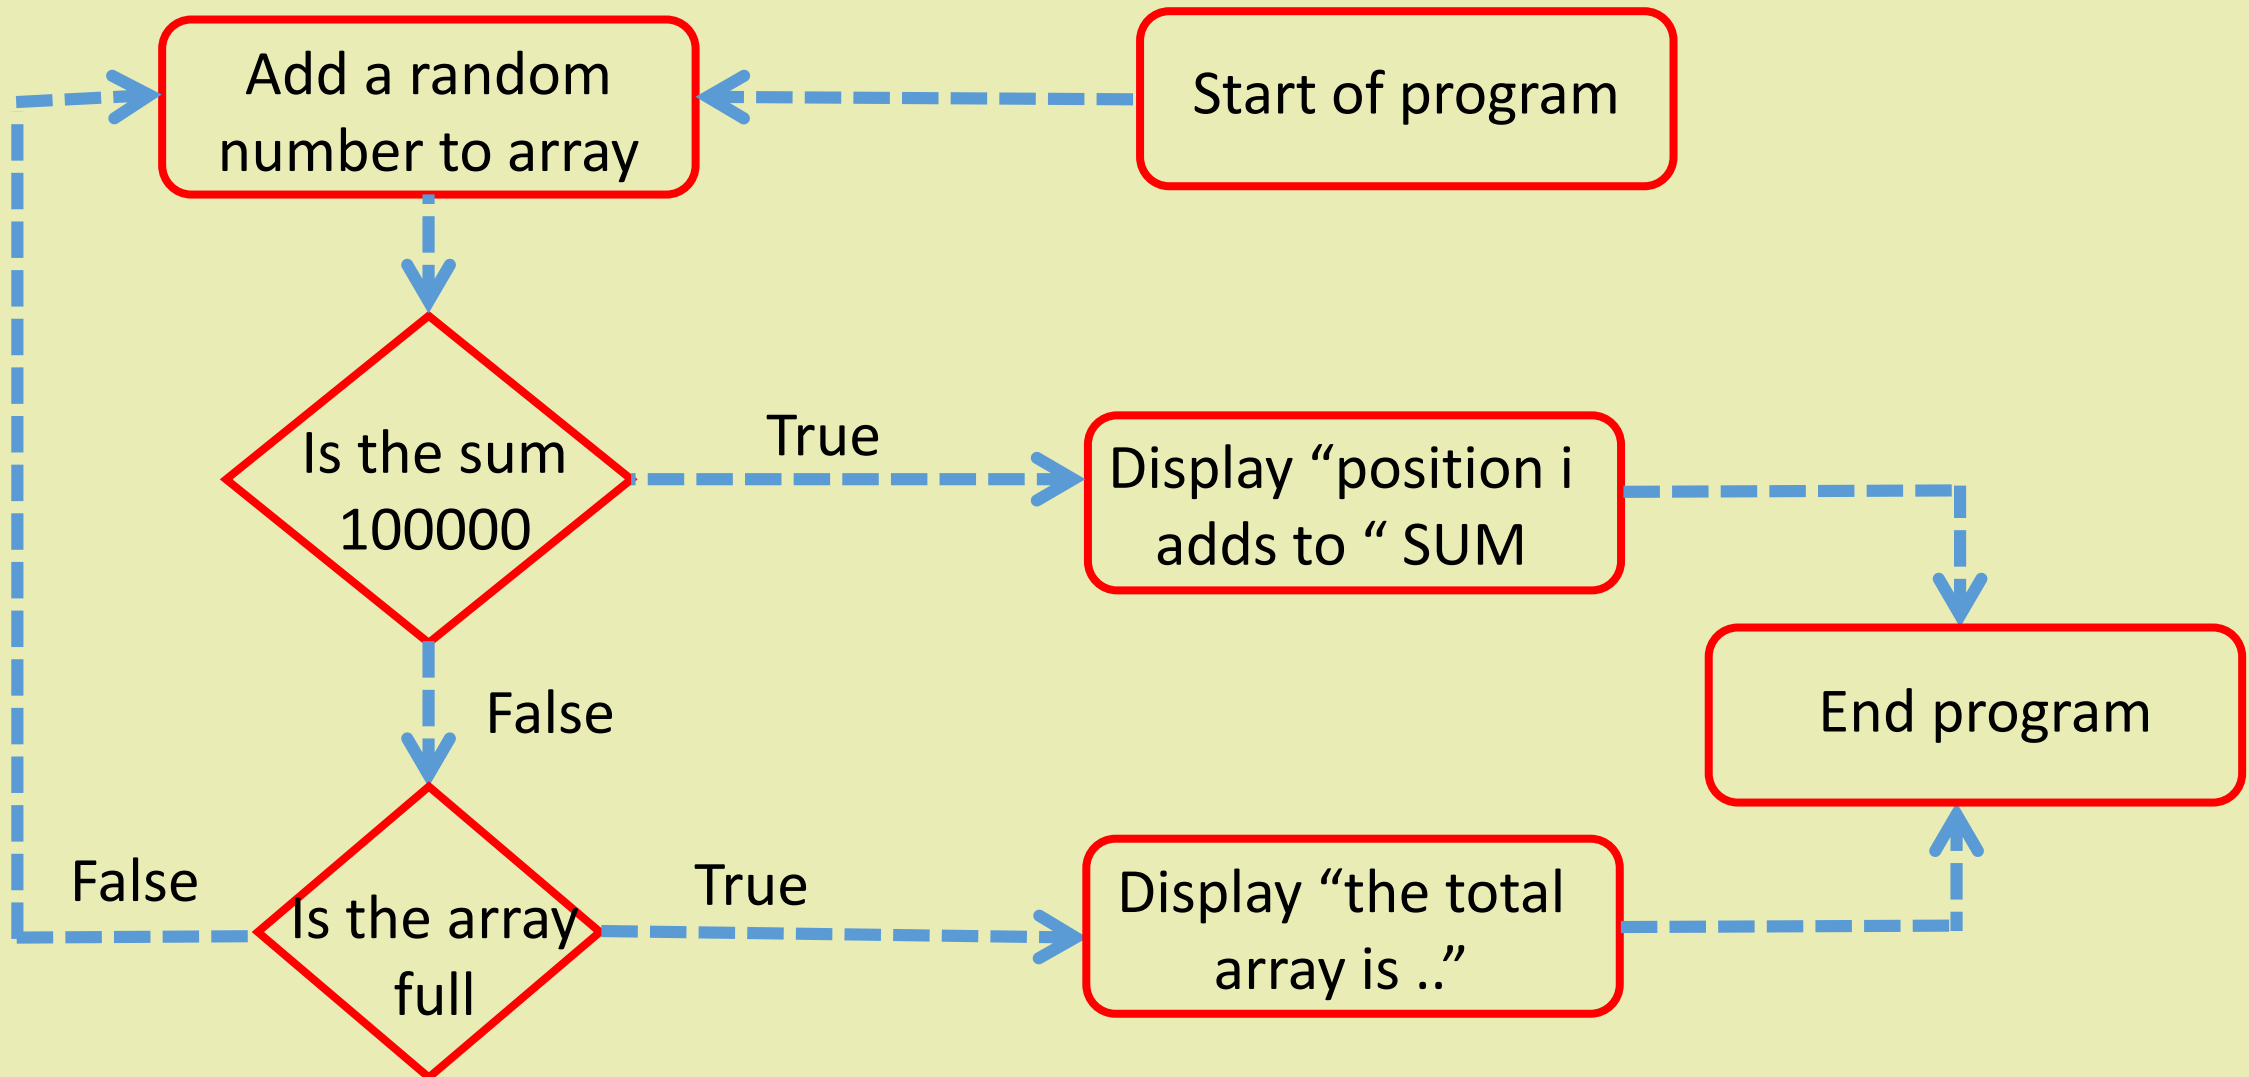 Add a random
number to array
Start of program
Is the sum
100000
True
Display “position i
adds to “ SUM
False
End program
False
Is the array
full
True
Display “the total
array is ..”